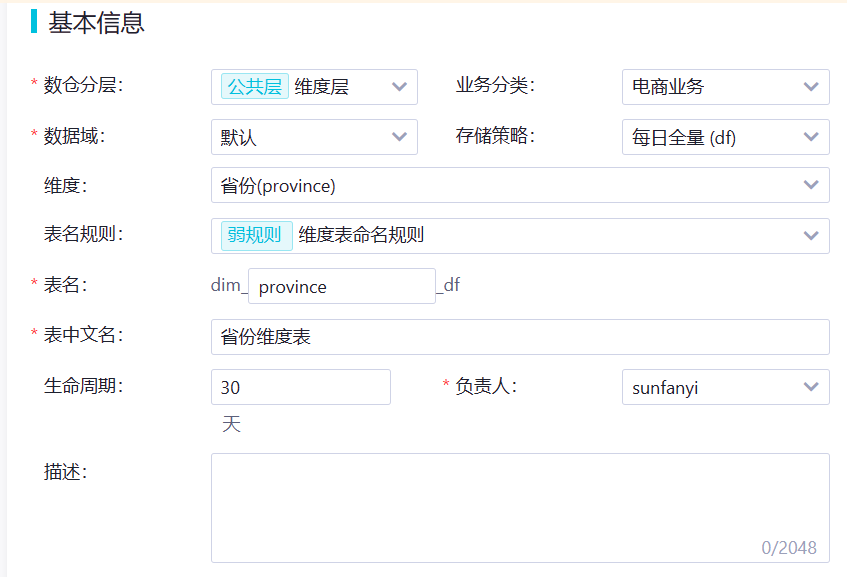 基本信息
* 数仓分层： 公共层 维度层 业务分类： 电商业务
* 数据域： 默认 存储策略： 每日全量 (df)
维度： 省份(province)
表名规则： 弱规则 维度表命名规则
* 表名： dim_ province _df
* 表中文名： 省份维度表
生命周期： 30 * 负责人： sunfanyi
天
描述：
0/2048